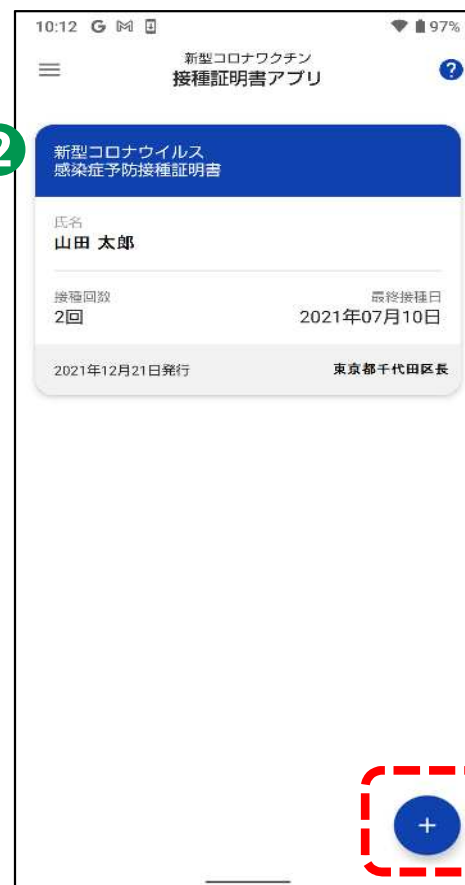 10:12 G 97%
新型コロナワクチン
接種証明書アプリ
?
2
新型コロナウイルス
感染症予防接種証明書
氏名
山田 太郎
接種回数 最終接種日
2回 2021年07月10日
2021年12月21日発行 東京都千代田区長
+